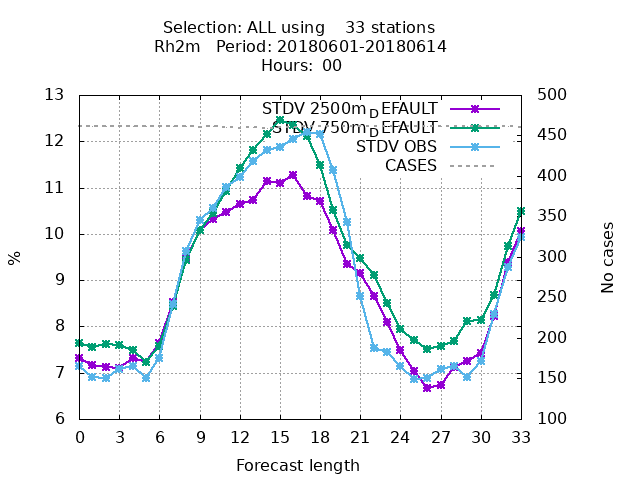 Selection: ALL using    33 stations
Rh2m   Period: 20180601-20180614
Hours: 00
13
12
11
10
9
8
7
6
%
500
450
400
350
300
250
200
150
100
No cases
STDV 2500m_DEFAULT
STDV 750m_DEFAULT
STDV OBS
CASES
0 3 6 9 12 15 18 21 24 27 30 33
Forecast length